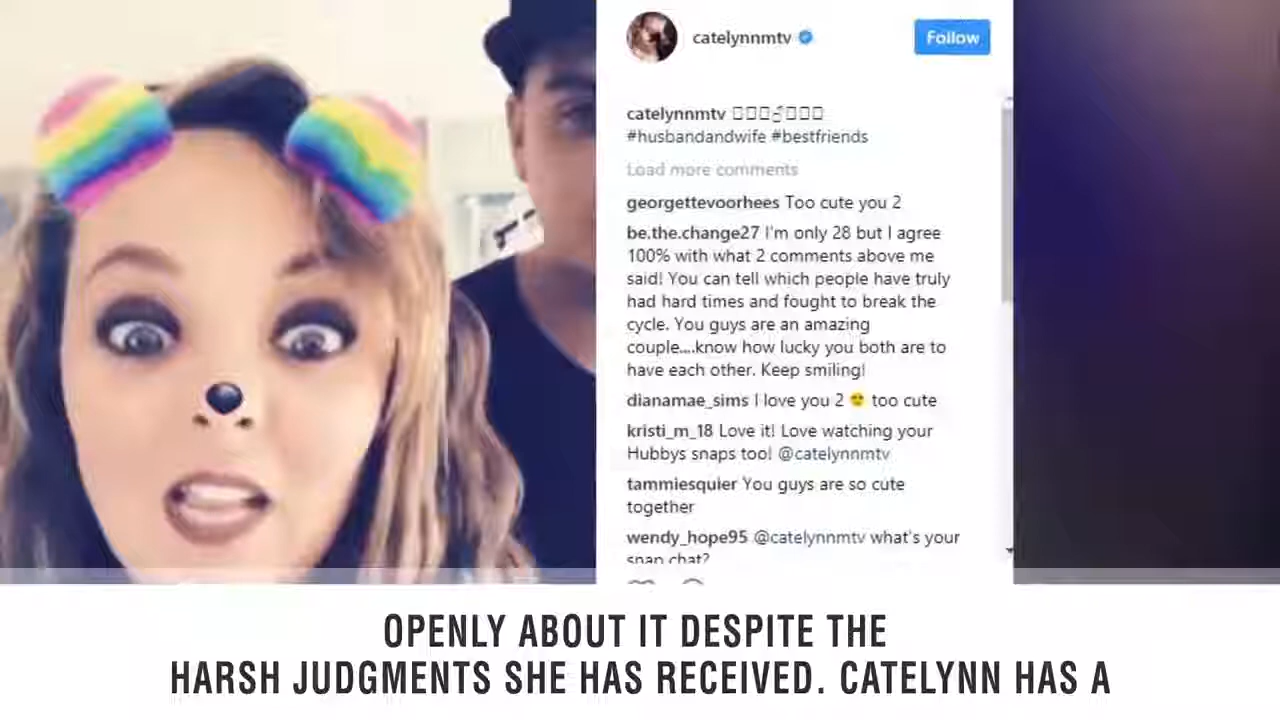 catelynnmtv
Follow
catelynnmtv
#husbandandwife #bestfriends
Load more comments
georgettevoorhees Too cute you 2
be.the.change27 I'm only 28 but I agree
100% with what 2 comments above me
said! You can tell which people have truly
had hard times and fought to break the
cycle. You guys are an amazing
couple....know how lucky you both are to
have each other. Keep smiling!
dianamae_sims I love you 2 😍 too cute
kristi_m_18 Love it! Love watching your
Hubbys snaps too! @catelynnmtv
tammiesquier You guys are so cute
together
wendy_hope95 @catelynnmtv what's your
snap chat?
OPENLY ABOUT IT DESPITE THE
HARSH JUDGMENTS SHE HAS RECEIVED. CATELYNN HAS A